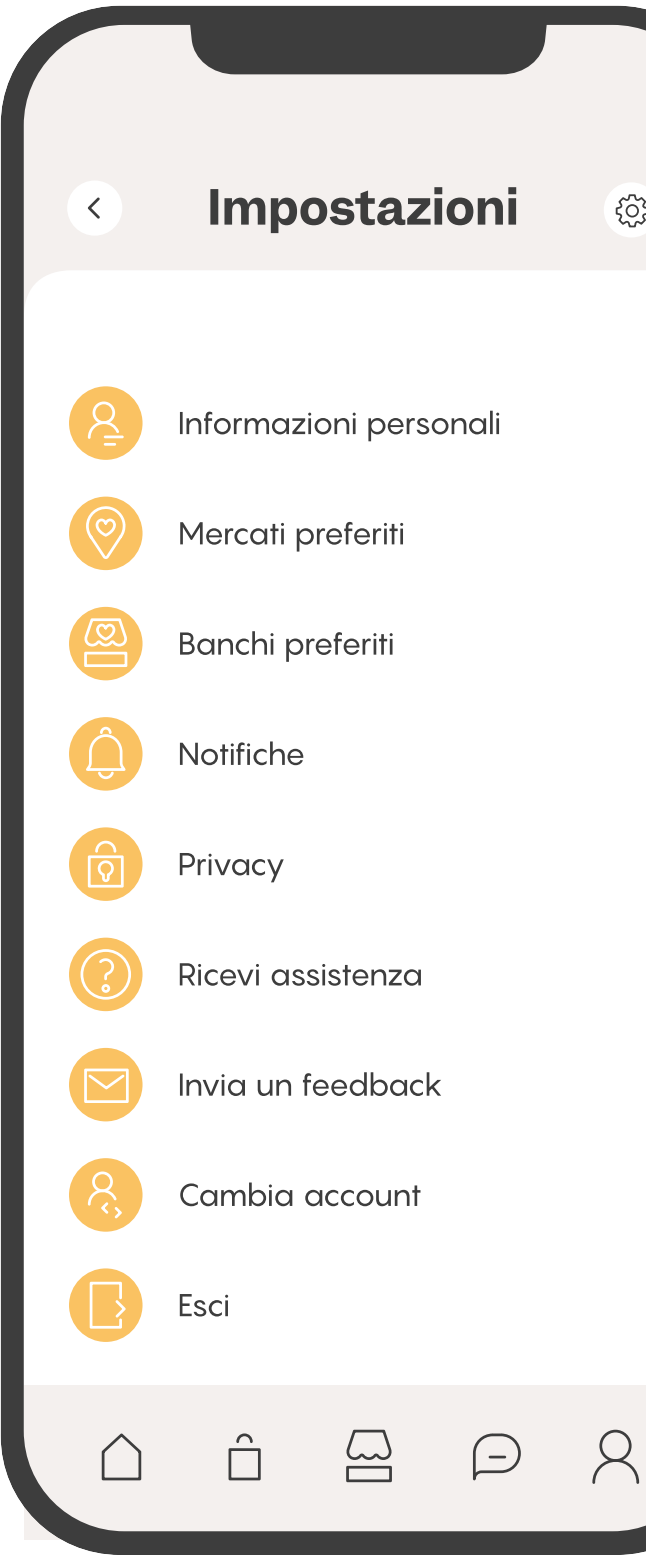 Impostazioni
Informazioni personali
Mercati preferiti
Banchi preferiti
Notifiche
Privacy
Ricevi assistenza
Invia un feedback
Cambia account
Esci